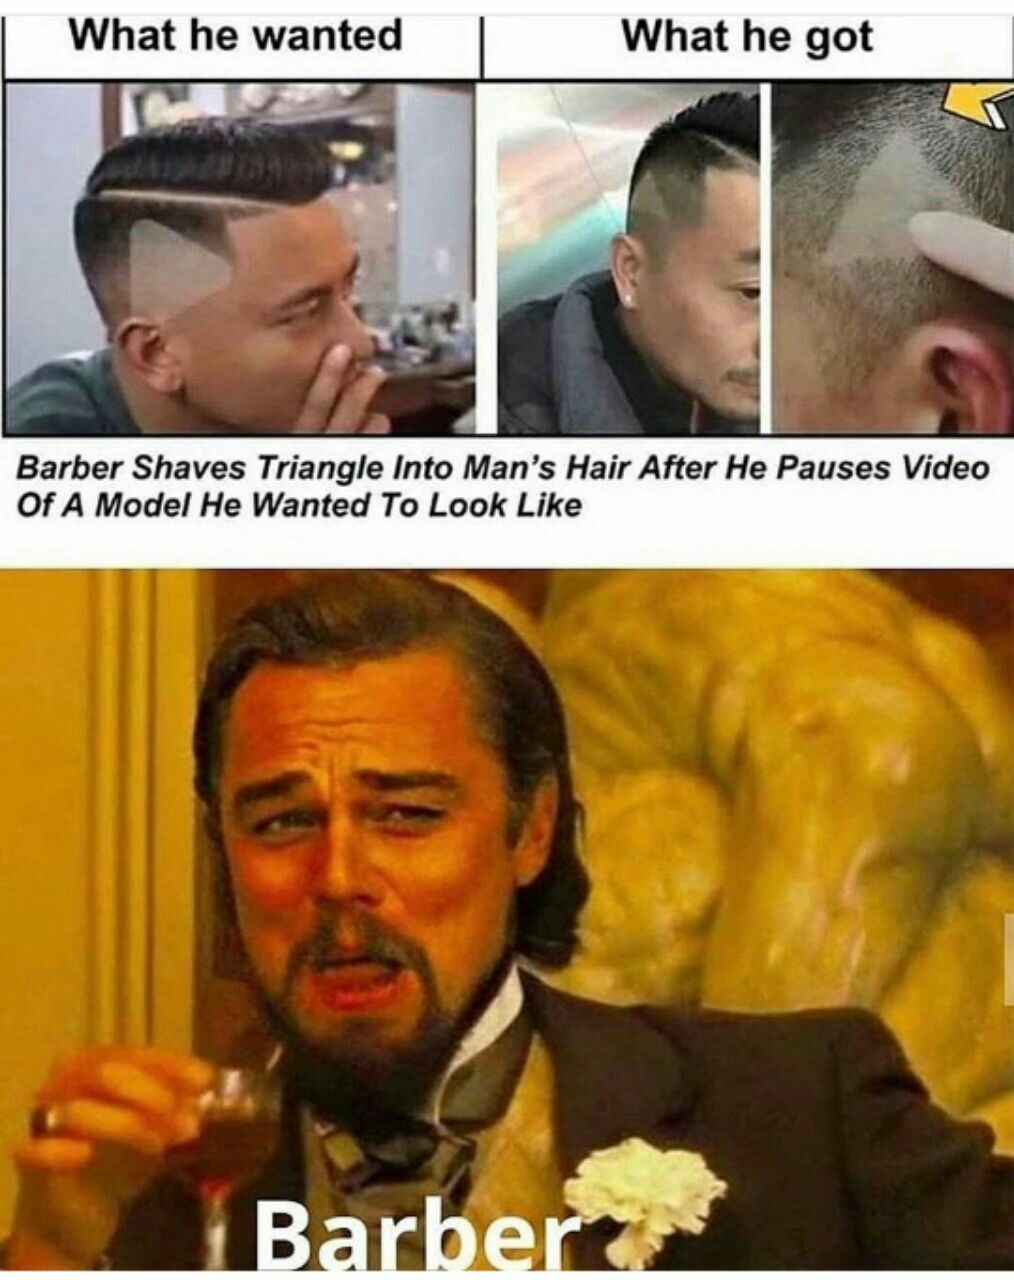 What he wanted
What he got
Barber Shaves Triangle Into Man's Hair After He Pauses Video
Of A Model He Wanted To Look Like
Barber